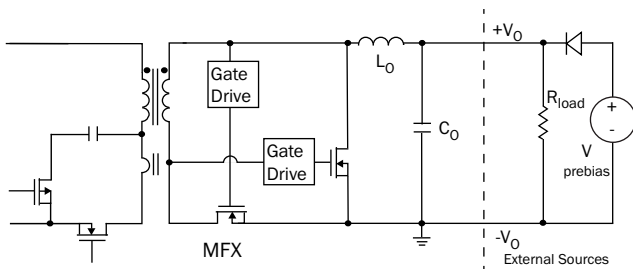 +VO
LO
Gate
Drive
Rload
+
-
CO
Gate
Drive
V
prebias
MFX
-VO
External Sources